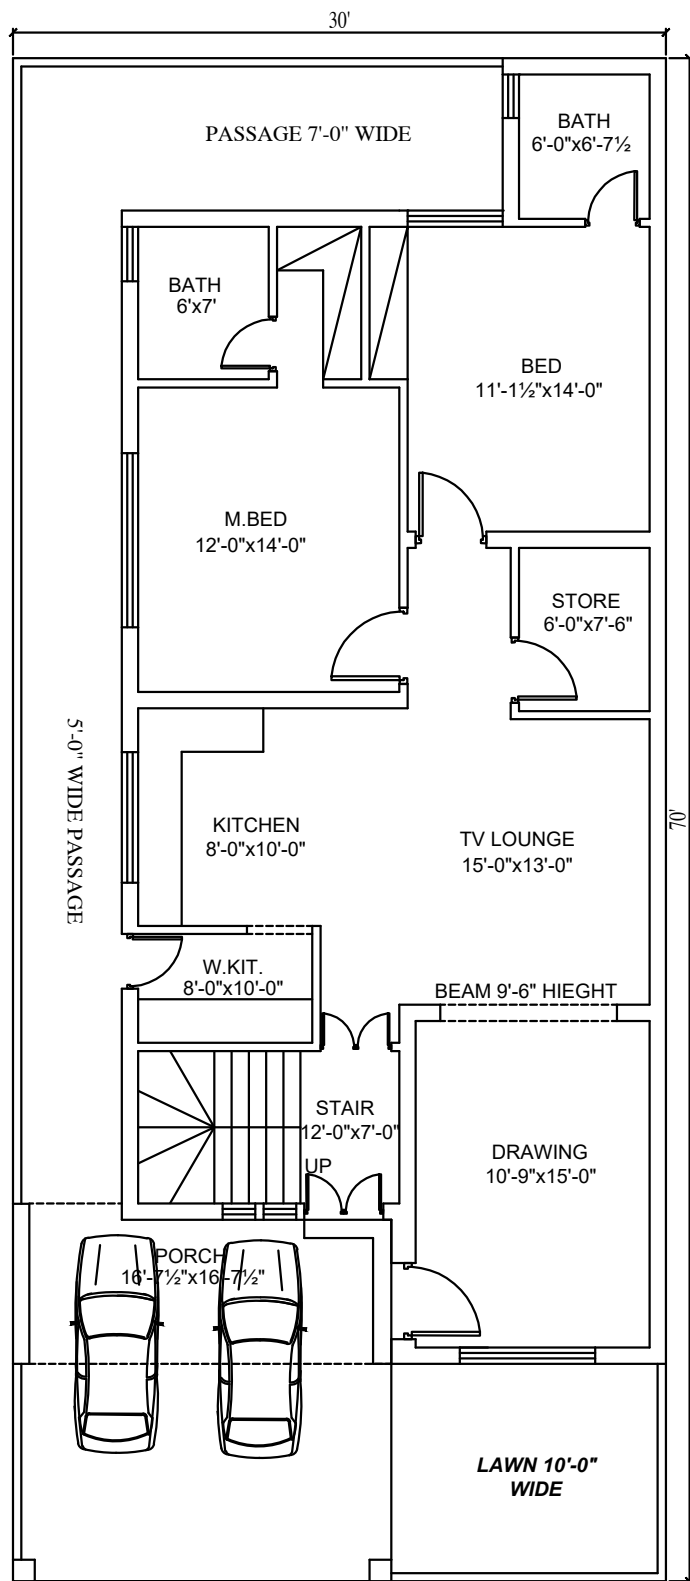 30'
PASSAGE 7'-0" WIDE
BATH
6'-0"x6'-7½
BATH
6'x7'
BED
11'-1½"x14'-0"
M.BED
12'-0"x14'-0"
STORE
6'-0"x7'-6"
5'-0" WIDE PASSAGE
70'
KITCHEN
8'-0"x10'-0"
TV LOUNGE
15'-0"x13'-0"
W.KIT.
8'-0"x10'-0"
BEAM 9'-6" HIEGHT
STAIR
12'-0"x7'-0"
UP
DRAWING
10'-9"x15'-0"
PORCH
16'-7½"x16'-7½"
LAWN 10'-0"
WIDE